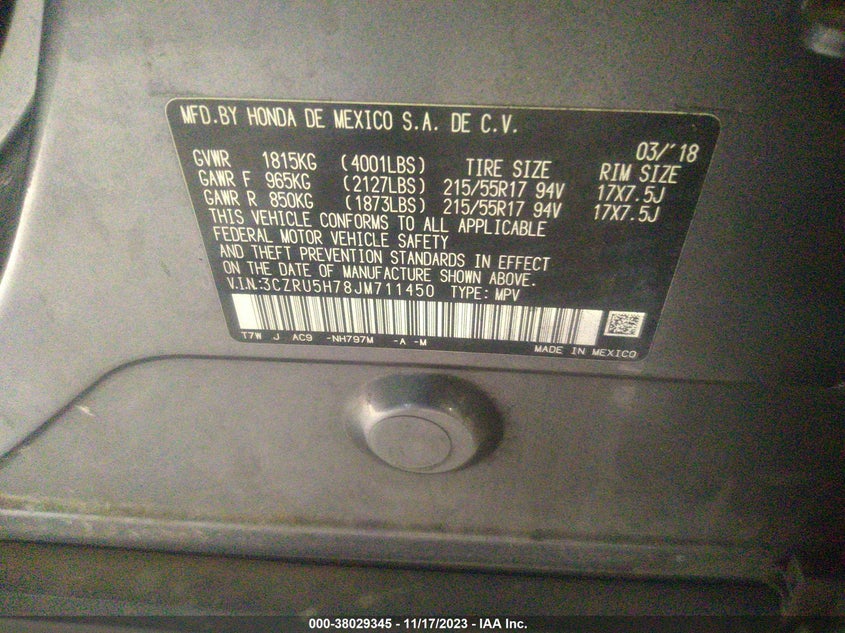 MFD.BY HONDA DE MEXICO S.A. DE C.V.
03/'18
GVWR 1815KG (4001LBS) TIRE SIZE RIM SIZE
GAWR F 965KG (2127LBS) 215/55R17 94V 17X7.5J
GAWR R 850KG (1873LBS) 215/55R17 94V 17X7.5J
THIS VEHICLE CONFORMS TO ALL APPLICABLE
FEDERAL MOTOR VEHICLE SAFETY
AND THEFT PREVENTION STANDARDS IN EFFECT
ON THE DATE OF MANUFACTURE SHOWN ABOVE.
V.I.N.:3CZRU5H78JM711450 TYPE: MPV
T7W J AC9 -NH797M -A -M
MADE IN MEXICO
000-38029345 - 11/17/2023 - IAA Inc.